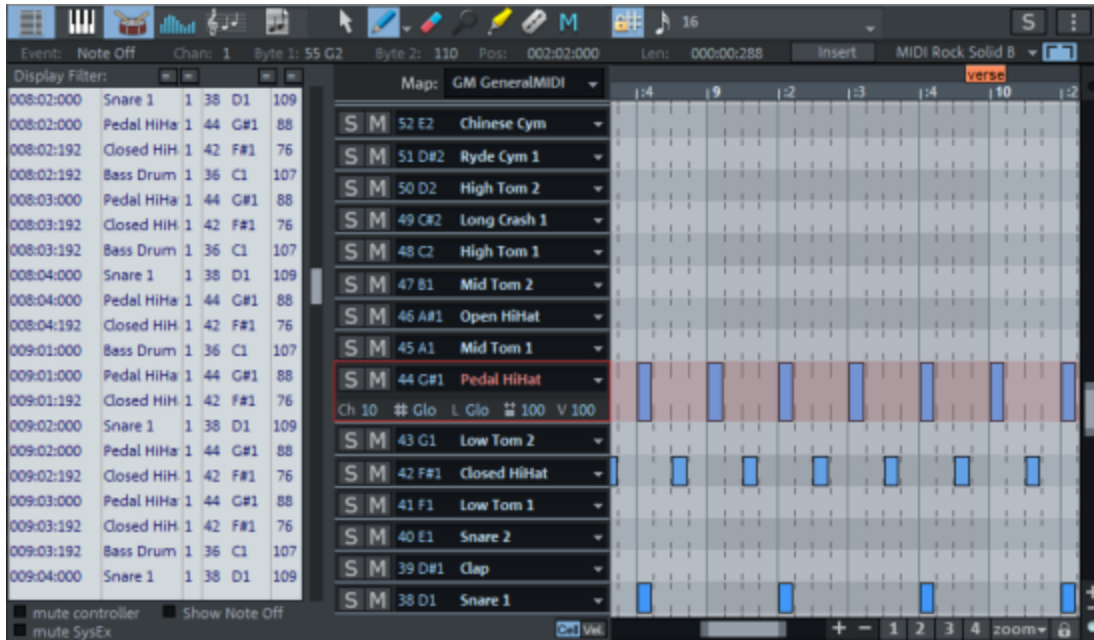 M 16 S
Event: Note Off Chan: 1 Byte 1: 55 G2 Byte 2: 110 Pos: 002:02:000 Len: 000:00:288 Insert MIDI Rock Solid B
Display Filter:
008:02:000 Snare 1 1 38 D1 109
008:02:000 Pedal HiHa 1 44 G#1 88
008:02:192 Closed HiH 1 42 F#1 76
008:02:192 Bass Drum 1 36 C1 107
008:03:000 Pedal HiHa 1 44 G#1 88
008:03:192 Closed HiH 1 42 F#1 76
008:03:192 Bass Drum 1 36 C1 107
008:04:000 Snare 1 1 38 D1 109
008:04:000 Pedal HiHa 1 44 G#1 88
008:04:192 Closed HiH 1 42 F#1 76
009:01:000 Bass Drum 1 36 C1 107
009:01:000 Pedal HiHa 1 44 G#1 88
009:01:192 Closed HiH 1 42 F#1 76
009:02:000 Snare 1 1 38 D1 109
009:02:000 Pedal HiHa 1 44 G#1 88
009:02:192 Closed HiH 1 42 F#1 76
009:03:000 Pedal HiHa 1 44 G#1 88
009:03:192 Closed HiH 1 42 F#1 76
009:03:192 Bass Drum 1 36 C1 107
009:04:000 Snare 1 1 38 D1 109
mute controller Show Note Off
mute SysEx
Map: GM GeneralMIDI
S M 52 E2 Chinese Cym
S M 51 D#2 Ryde Cym 1
S M 50 D2 High Tom 2
S M 49 C#2 Long Crash 1
S M 48 C2 High Tom 1
S M 47 B1 Mid Tom 2
S M 46 A#1 Open HiHat
S M 45 A1 Mid Tom 1
S M 44 G#1 Pedal HiHat
Ch 10 # Glo L Glo 100 V 100
S M 43 G1 Low Tom 2
S M 42 F#1 Closed HiHat
S M 41 F1 Low Tom 1
S M 40 E1 Snare 2
S M 39 D#1 Clap
S M 38 D1 Snare 1
Cel Vel
verse
:4 9 :2 :3 :4 10 :2
+ - 1 2 3 4 zoom